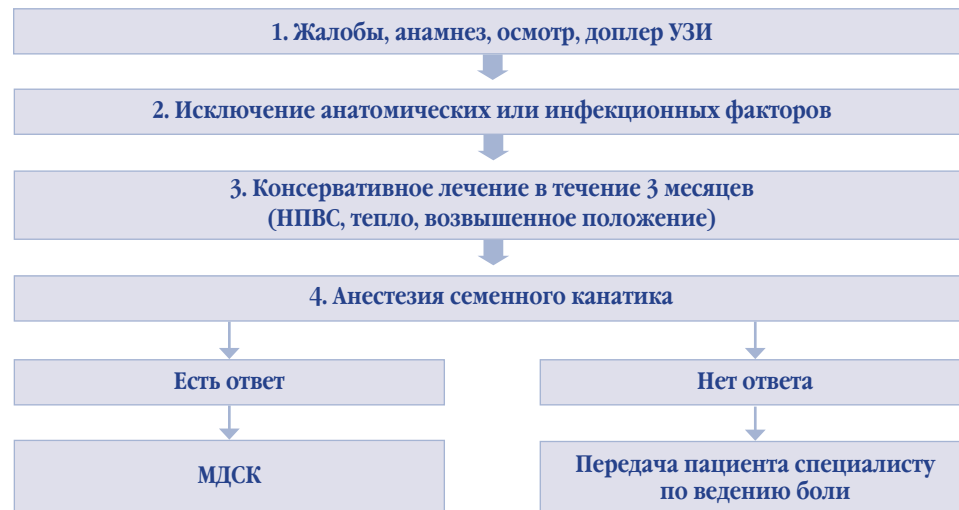 1. Жалобы, анамнез, осмотр, доплер УЗИ
2. Исключение анатомических или инфекционных факторов
3. Консервативное лечение в течение 3 месяцев
(НПВС, тепло, возвышенное положение)
4. Анестезия семенного канатика
Есть ответ
Нет ответа
МДСК
Передача пациента специалисту
по ведению боли